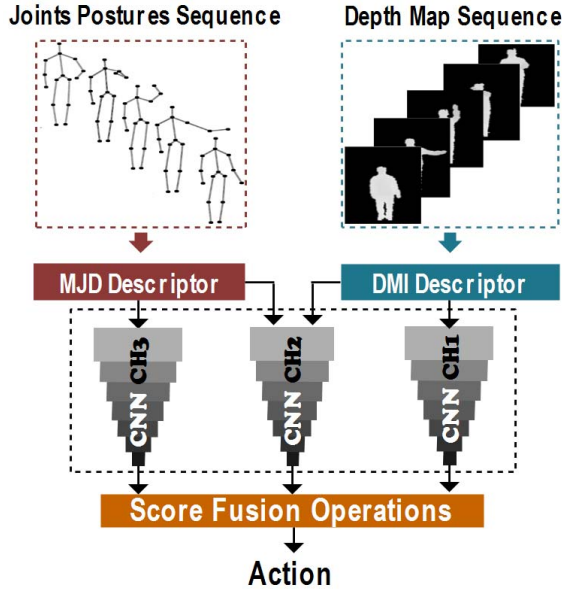 Joints Postures Sequence
Depth Map Sequence
MJD Descriptor
DMI Descriptor
CNN CH3
CNN CH2
CNN CH1
Score Fusion Operations
Action